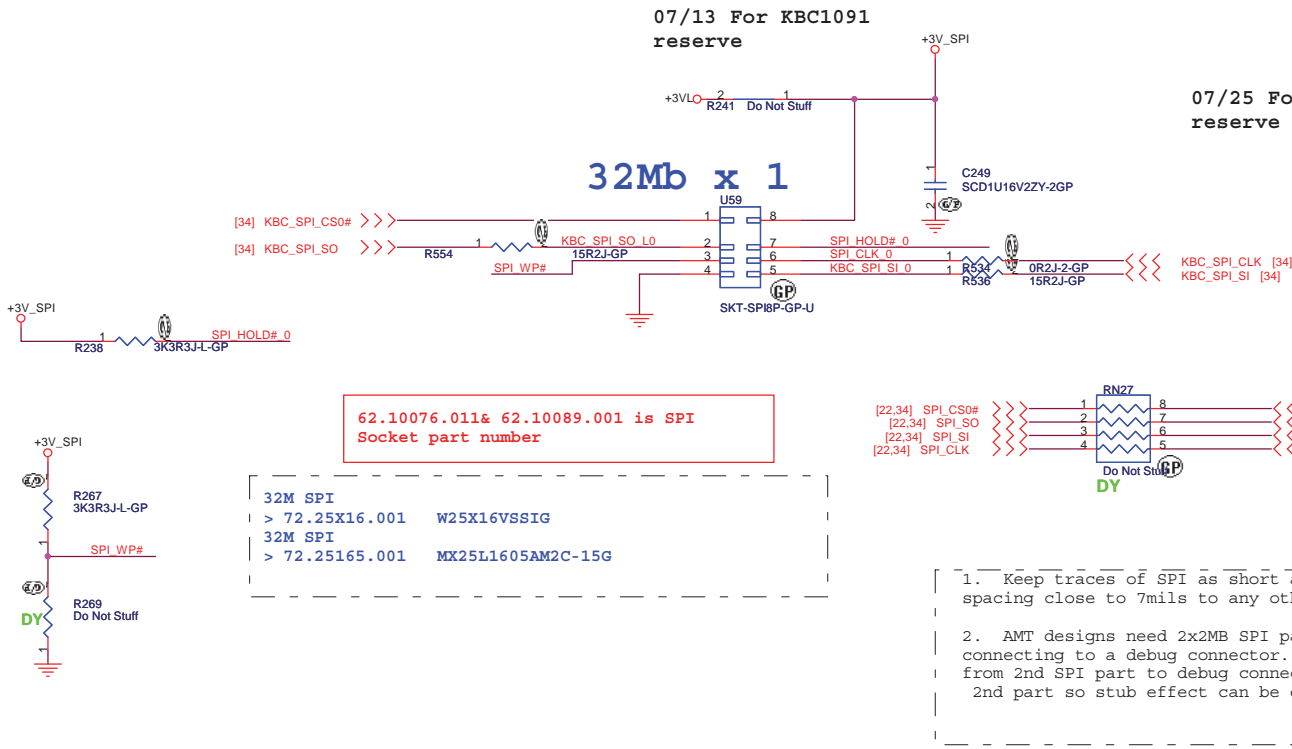 07/13 For KBC1091
reserve
+3V_SPI
+3VL
2
1
R241 Do Not Stuff
07/25 Fo
reserve
32Mb x 1
1
C249
SCD1U16V2ZY-2GP
2
G/P
U59
[34] KBC_SPI_CS0#
1
8
[34] KBC_SPI_SO
R554
1
KBC_SPI_SO_L0
15R2J-GP
2
7
SPI_HOLD#_0
SPI_WP#
3
6
SPI_CLK_0
1
R534
0R2J-2-GP
KBC_SPI_CLK [34]
4
5
KBC_SPI_SI_0
1
R536
15R2J-GP
KBC_SPI_SI [34]
GP
SKT-SPI8P-GP-U
+3V_SPI
R238
1
3K3R3J-L-GP
SPI_HOLD#_0
62.10076.011& 62.10089.001 is SPI
Socket part number
RN27
[22,34] SPI_CS0#
1
8
[22,34] SPI_SO
2
7
[22,34] SPI_SI
3
6
[22,34] SPI_CLK
4
5
Do Not Stuff
GP
DY
+3V_SPI
R267
3K3R3J-L-GP
1
SPI_WP#
R269
Do Not Stuff
DY
1
32M SPI
> 72.25X16.001 W25X16VSSIG
32M SPI
> 72.25165.001 MX25L1605AM2C-15G
1. Keep traces of SPI as short a
spacing close to 7mils to any oth
2. AMT designs need 2x2MB SPI pa
connecting to a debug connector.
from 2nd SPI part to debug connec
2nd part so stub effect can be